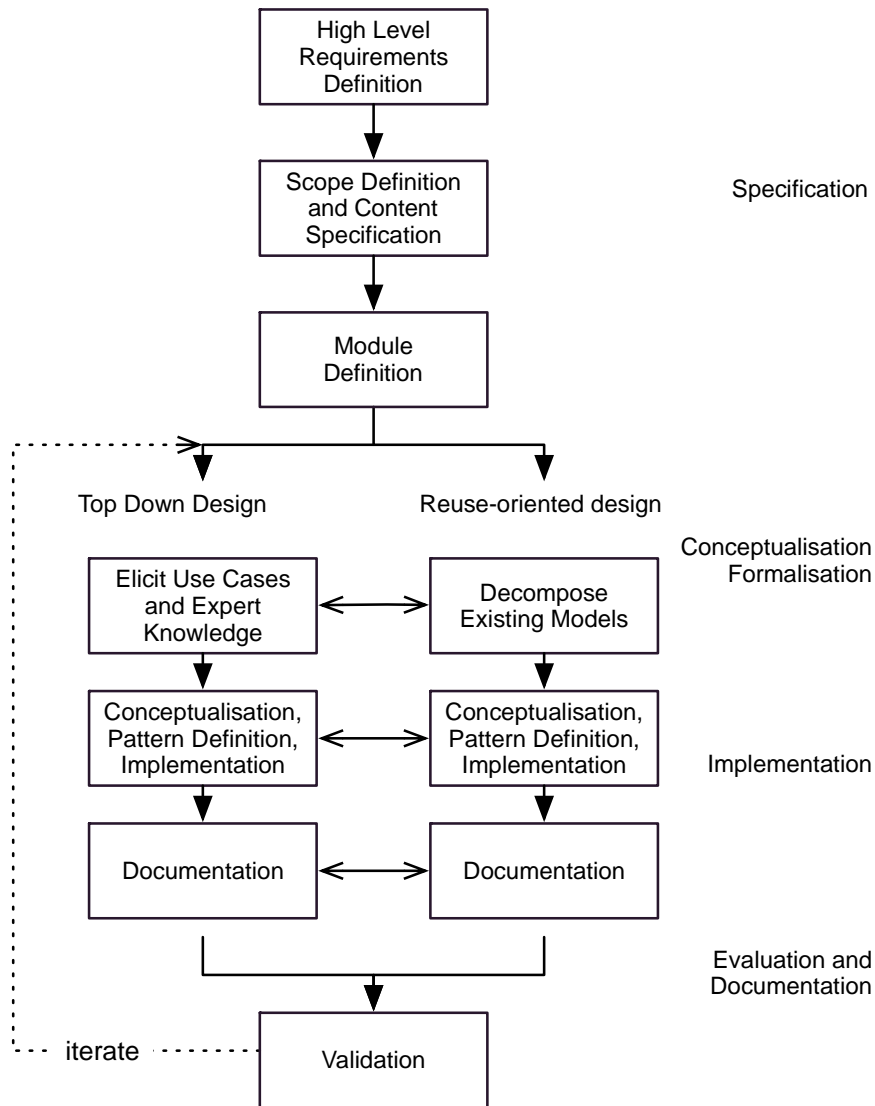 High Level
Requirements
Definition
Scope Definition
and Content
Specification
Specification
Module
Definition
Top Down Design
Reuse-oriented design
Conceptualisation
Formalisation
Elicit Use Cases
and Expert
Knowledge
Decompose
Existing Models
Conceptualisation,
Pattern Definition,
Implementation
Conceptualisation,
Pattern Definition,
Implementation
Implementation
Documentation
Documentation
Evaluation and
Documentation
iterate
Validation